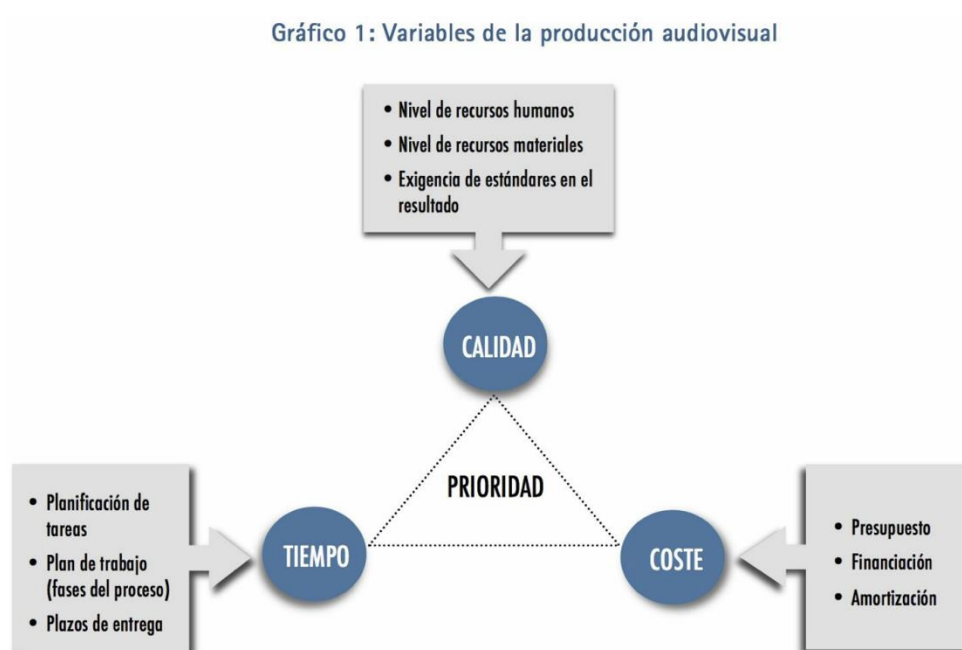 Gráfico 1: Variables de la producción audiovisual
• Nivel de recursos humanos
• Nivel de recursos materiales
• Exigencia de estándares en el
resultado
CALIDAD
PRIORIDAD
• Planificación de
tareas
• Plan de trabajo
(fases del proceso)
• Plazos de entrega
TIEMPO
COSTE
• Presupuesto
• Financiación
• Amortización